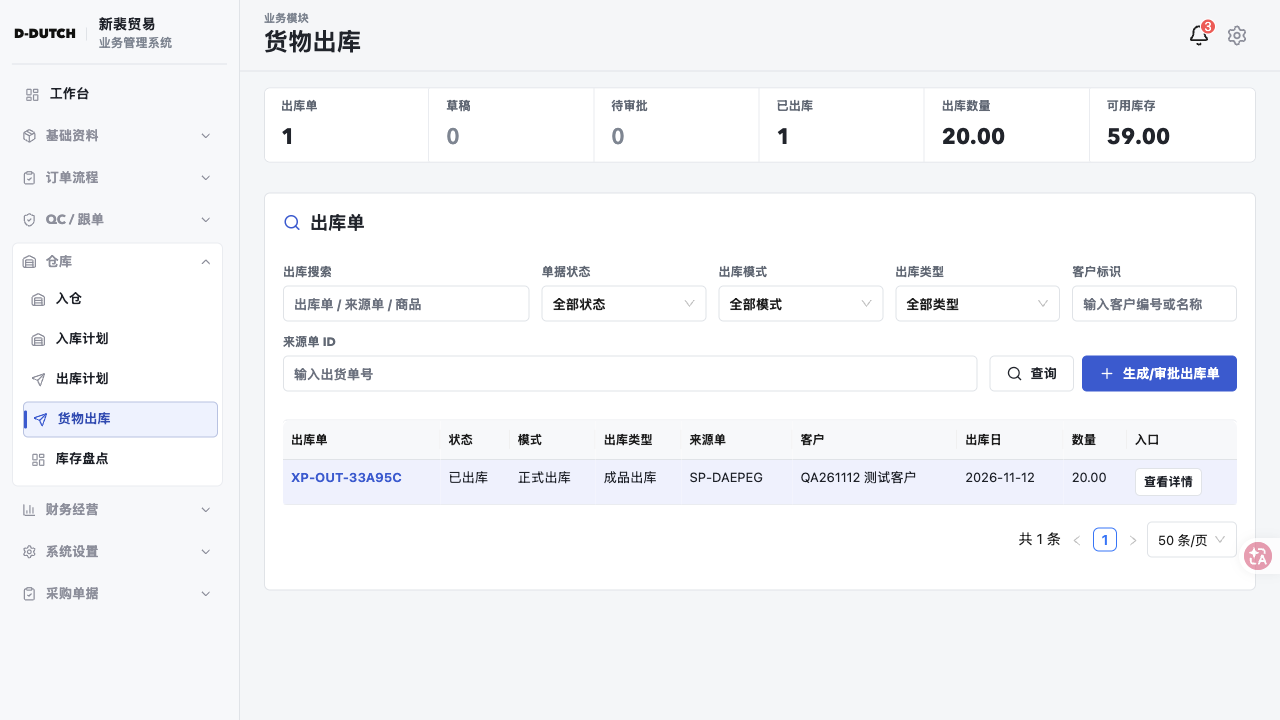 D-DUTCH
新裴贸易
业务管理系统
工作台
基础资料
订单流程
QC / 跟单
仓库
入仓
入库计划
出库计划
货物出库
库存盘点
财务经营
系统设置
采购单据
业务模块
货物出库
3
出库单
草稿
待审批
已出库
出库数量
可用库存
1
0
0
1
20.00
59.00
出库单
出库搜索
单据状态
出库模式
出库类型
客户标识
出库单 / 来源单 / 商品
全部状态
全部模式
全部类型
输入客户编号或名称
来源单 ID
输入出货单号
查询
生成/审批出库单
出库单 状态 模式 出库类型 来源单 客户 出库日 数量 入口
XP-OUT-33A95C 已出库 正式出库 成品出库 SP-DAEPEG QA261112 测试客户 2026-11-12 20.00 查看详情
共 1 条 1 50 条/页